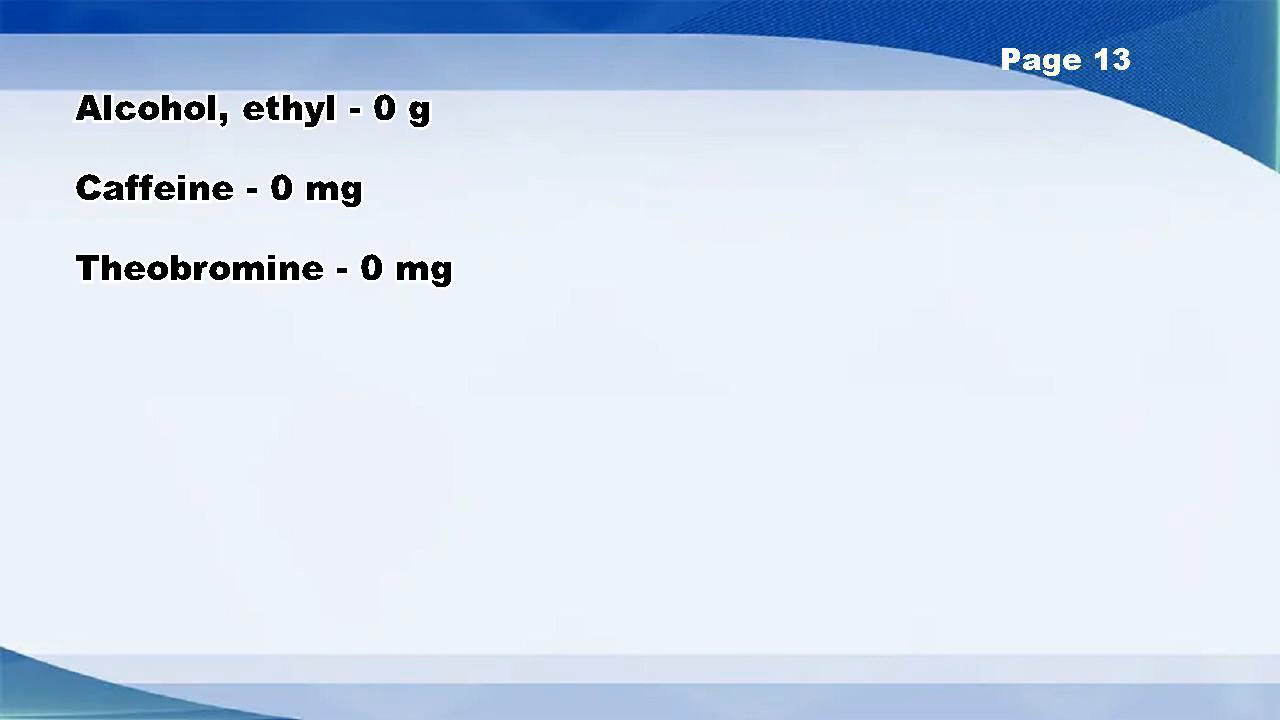 Page 13
Alcohol, ethyl - 0 g
Caffeine - 0 mg
Theobromine - 0 mg